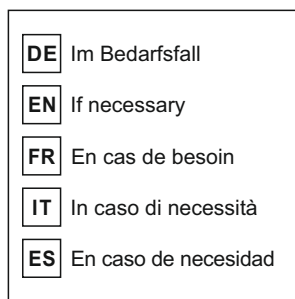 DE Im Bedarfsfall
EN If necessary
FR En cas de besoin
IT In caso di necessità
ES En caso de necesidad